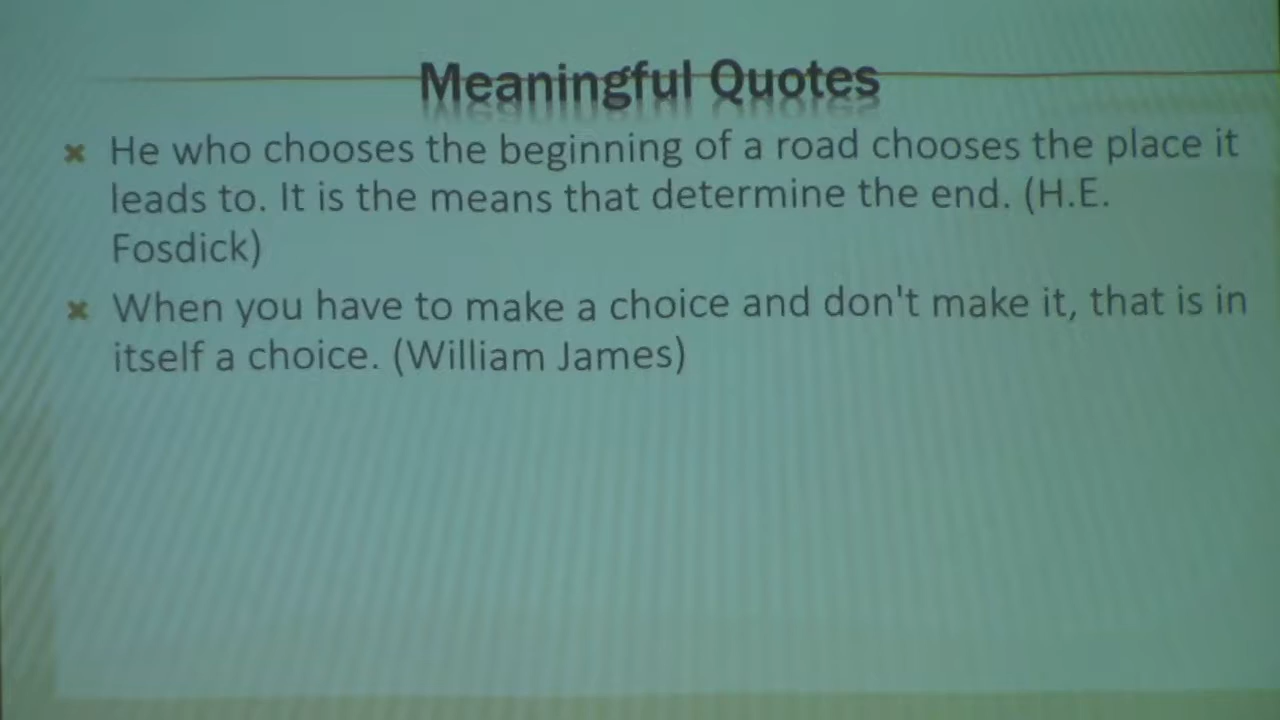 Meaningful Quotes
He who chooses the beginning of a road chooses the place it
leads to. It is the means that determine the end. (H.E.
Fosdick)
When you have to make a choice and don't make it, that is in
itself a choice. (William James)